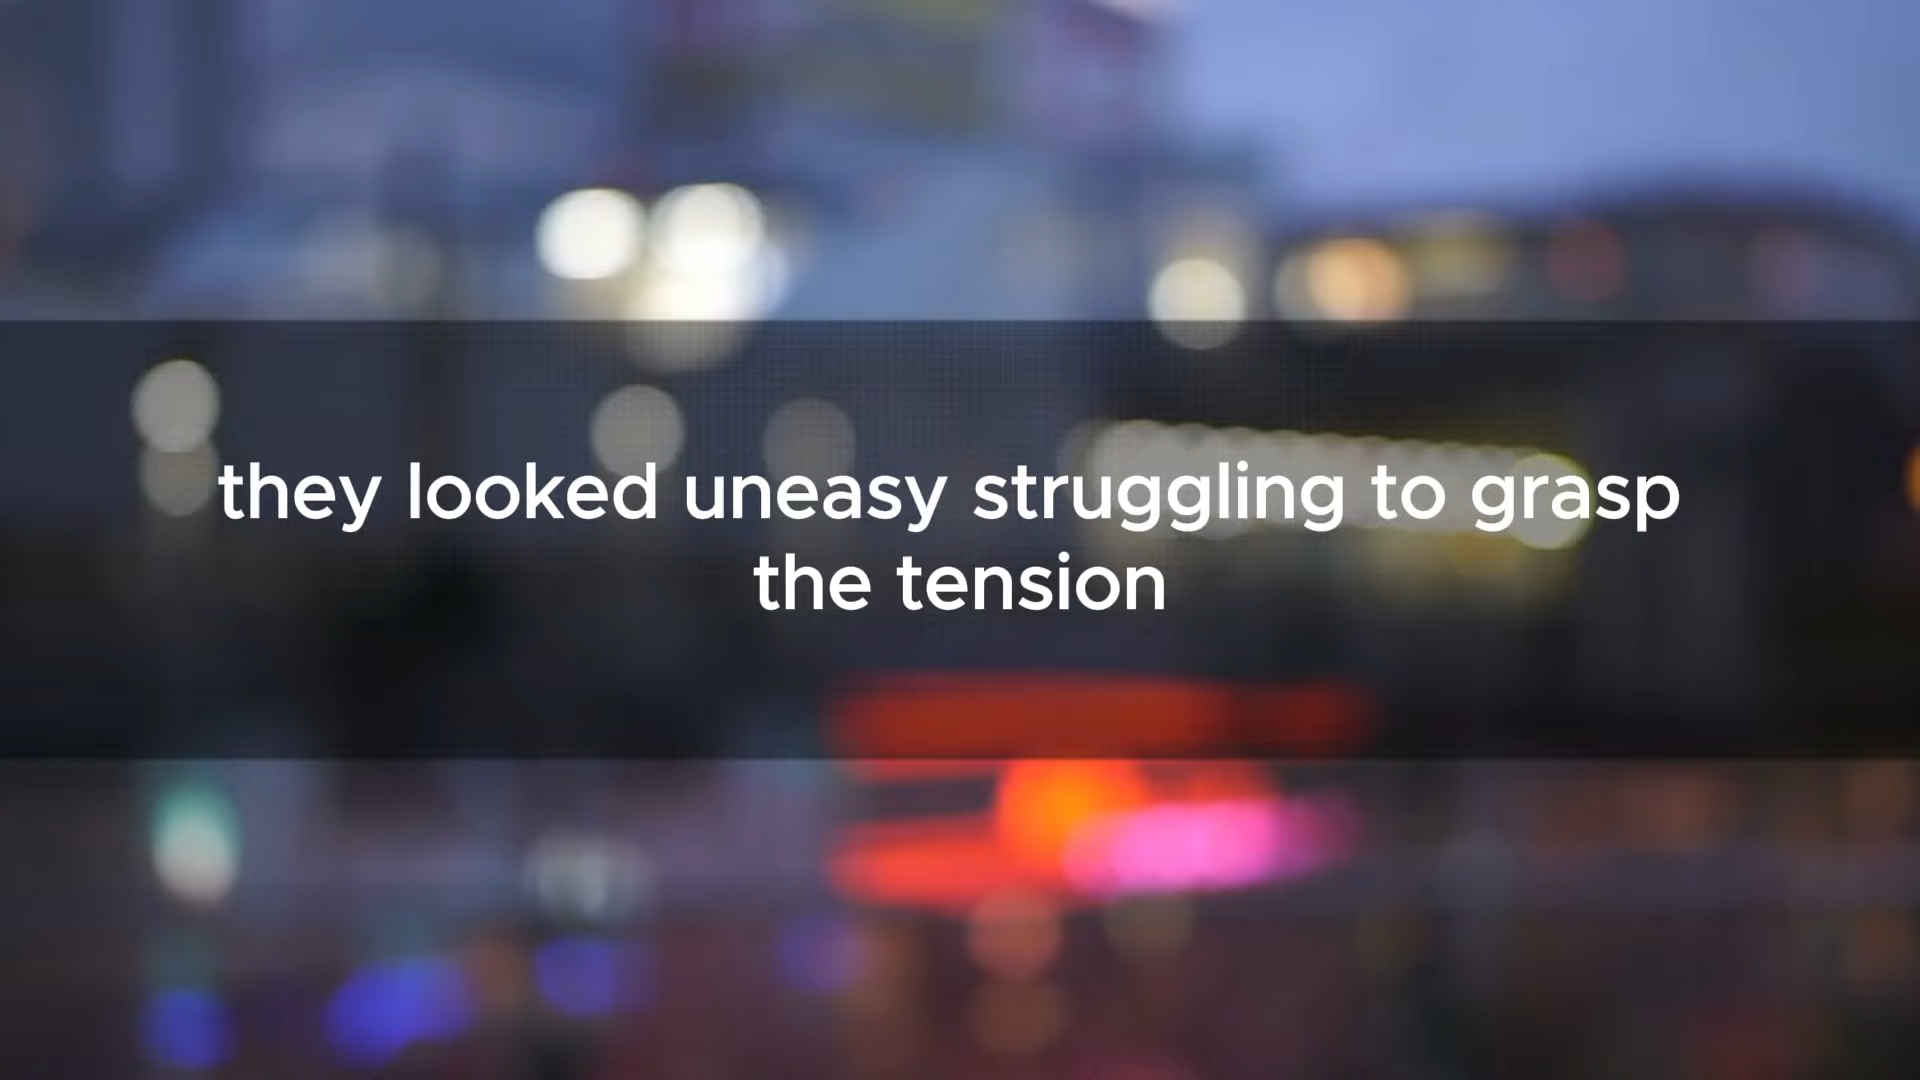 they looked uneasy struggling to grasp
the tension